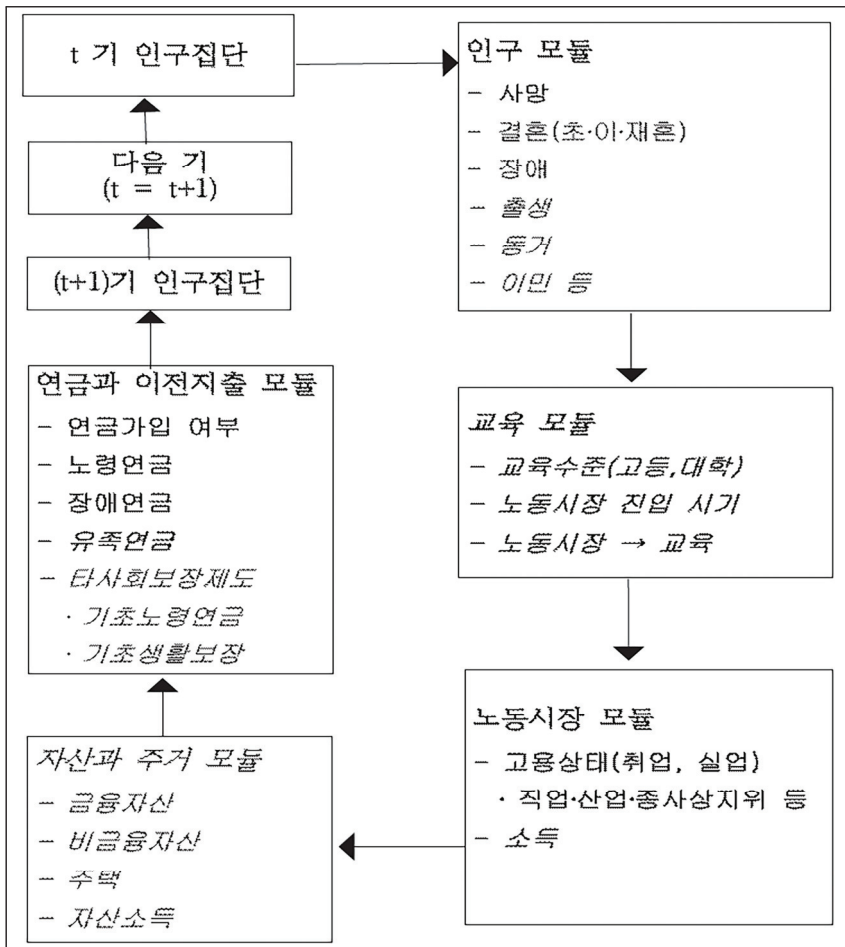 t 기 인구집단
인구 모듈
- 사망
- 결혼(초·이·재혼)
- 장애
- 출생
- 동거
- 이민 등
교육 모듈
- 교육수준(고등,대학)
- 노동시장 진입 시기
- 노동시장 → 교육
노동시장 모듈
- 고용상태(취업, 실업)
· 직업·산업·종사상지위 등
- 소득
자산과 주거 모듈
- 금융자산
- 비금융자산
- 주택
- 자산소득
연금과 이전지출 모듈
- 연금가입 여부
- 노령연금
- 장애연금
- 유족연금
- 타사회보장제도
· 기초노령연금
· 기초생활보장
(t+1)기 인구집단
다음 기
(t = t+1)